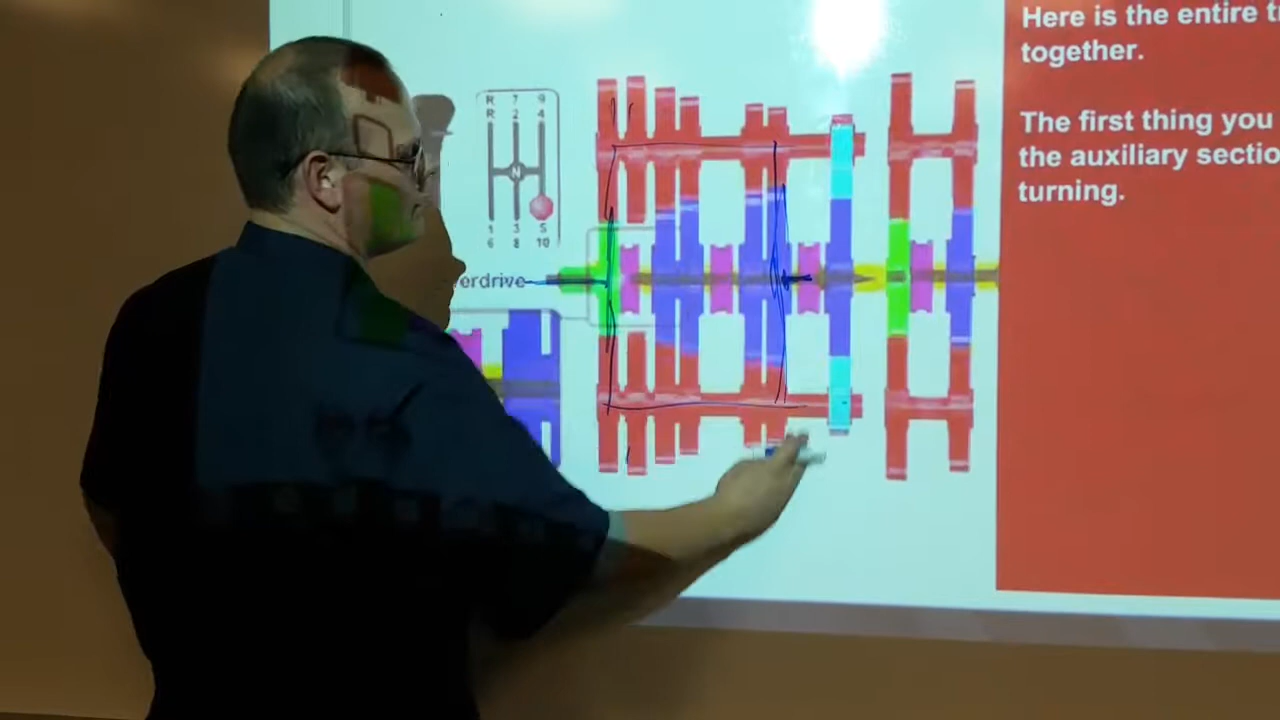 Here is the entire t
together.
The first thing you
the auxiliary sectio
turning.
R 7 9
R 2 4
N
1 3 5
6 8 10
verdrive